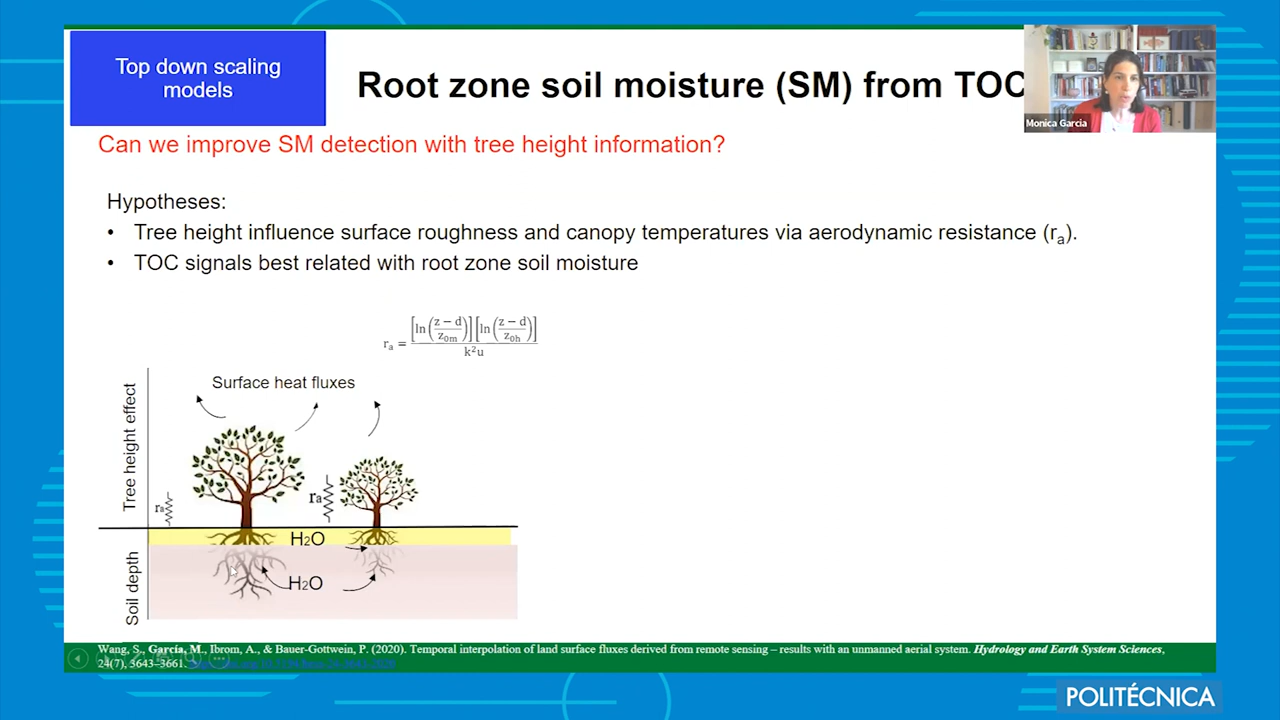 Top down scaling
models
Root zone soil moisture (SM) from TOC
Monica Garcia
Can we improve SM detection with tree height information?
Hypotheses:
• Tree height influence surface roughness and canopy temperatures via aerodynamic resistance (ra).
• TOC signals best related with root zone soil moisture
ra = [ln(z − d / z0m)][ln(z − d / z0h)] / k²u
Surface heat fluxes
Tree height effect
ra
ra
H2O
H2O
Soil depth
Wang, S., García, M., Ibrom, A., & Bauer-Gottwein, P. (2020). Temporal interpolation of land surface fluxes derived from remote sensing – results with an unmanned aerial system. Hydrology and Earth System Sciences,
24(7), 3643–3661.
POLITÉCNICA